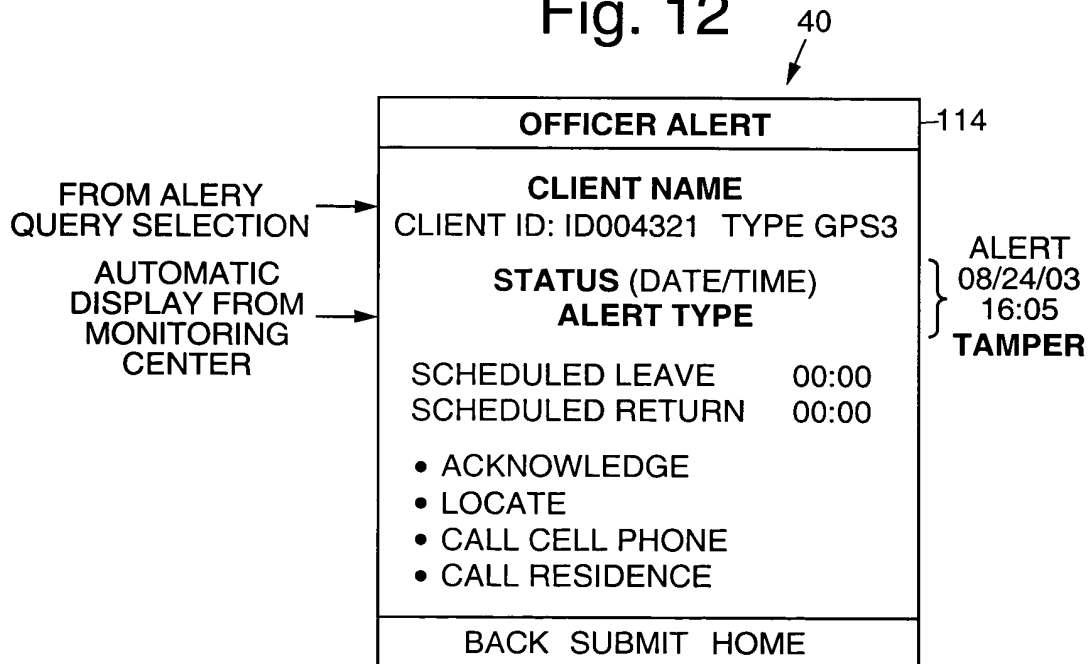 Fig. 12
40
OFFICER ALERT
114
FROM ALERY
QUERY SELECTION
CLIENT NAME
CLIENT ID: ID004321 TYPE GPS3
AUTOMATIC
DISPLAY FROM
MONITORING
CENTER
STATUS (DATE/TIME)
ALERT TYPE
ALERT
08/24/03
16:05
TAMPER
SCHEDULED LEAVE 00:00
SCHEDULED RETURN 00:00
• ACKNOWLEDGE
• LOCATE
• CALL CELL PHONE
• CALL RESIDENCE
BACK SUBMIT HOME